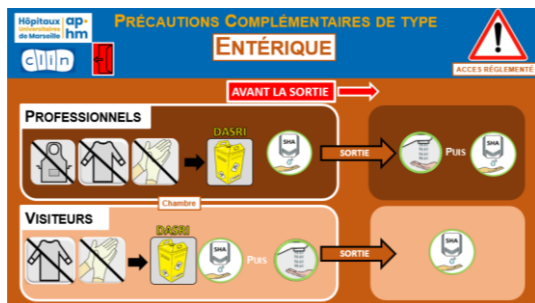 Hôpitaux
Universitaires
de Marseille
ap·
hm
clin
PRÉCAUTIONS COMPLÉMENTAIRES DE TYPE
ENTÉRIQUE
ACCES RÉGLEMENTÉ
AVANT LA SORTIE
PROFESSIONNELS
DASRI
SHA
SORTIE
PUIS
SHA
Chambre
VISITEURS
DASRI
SHA
PUIS
SORTIE
SHA